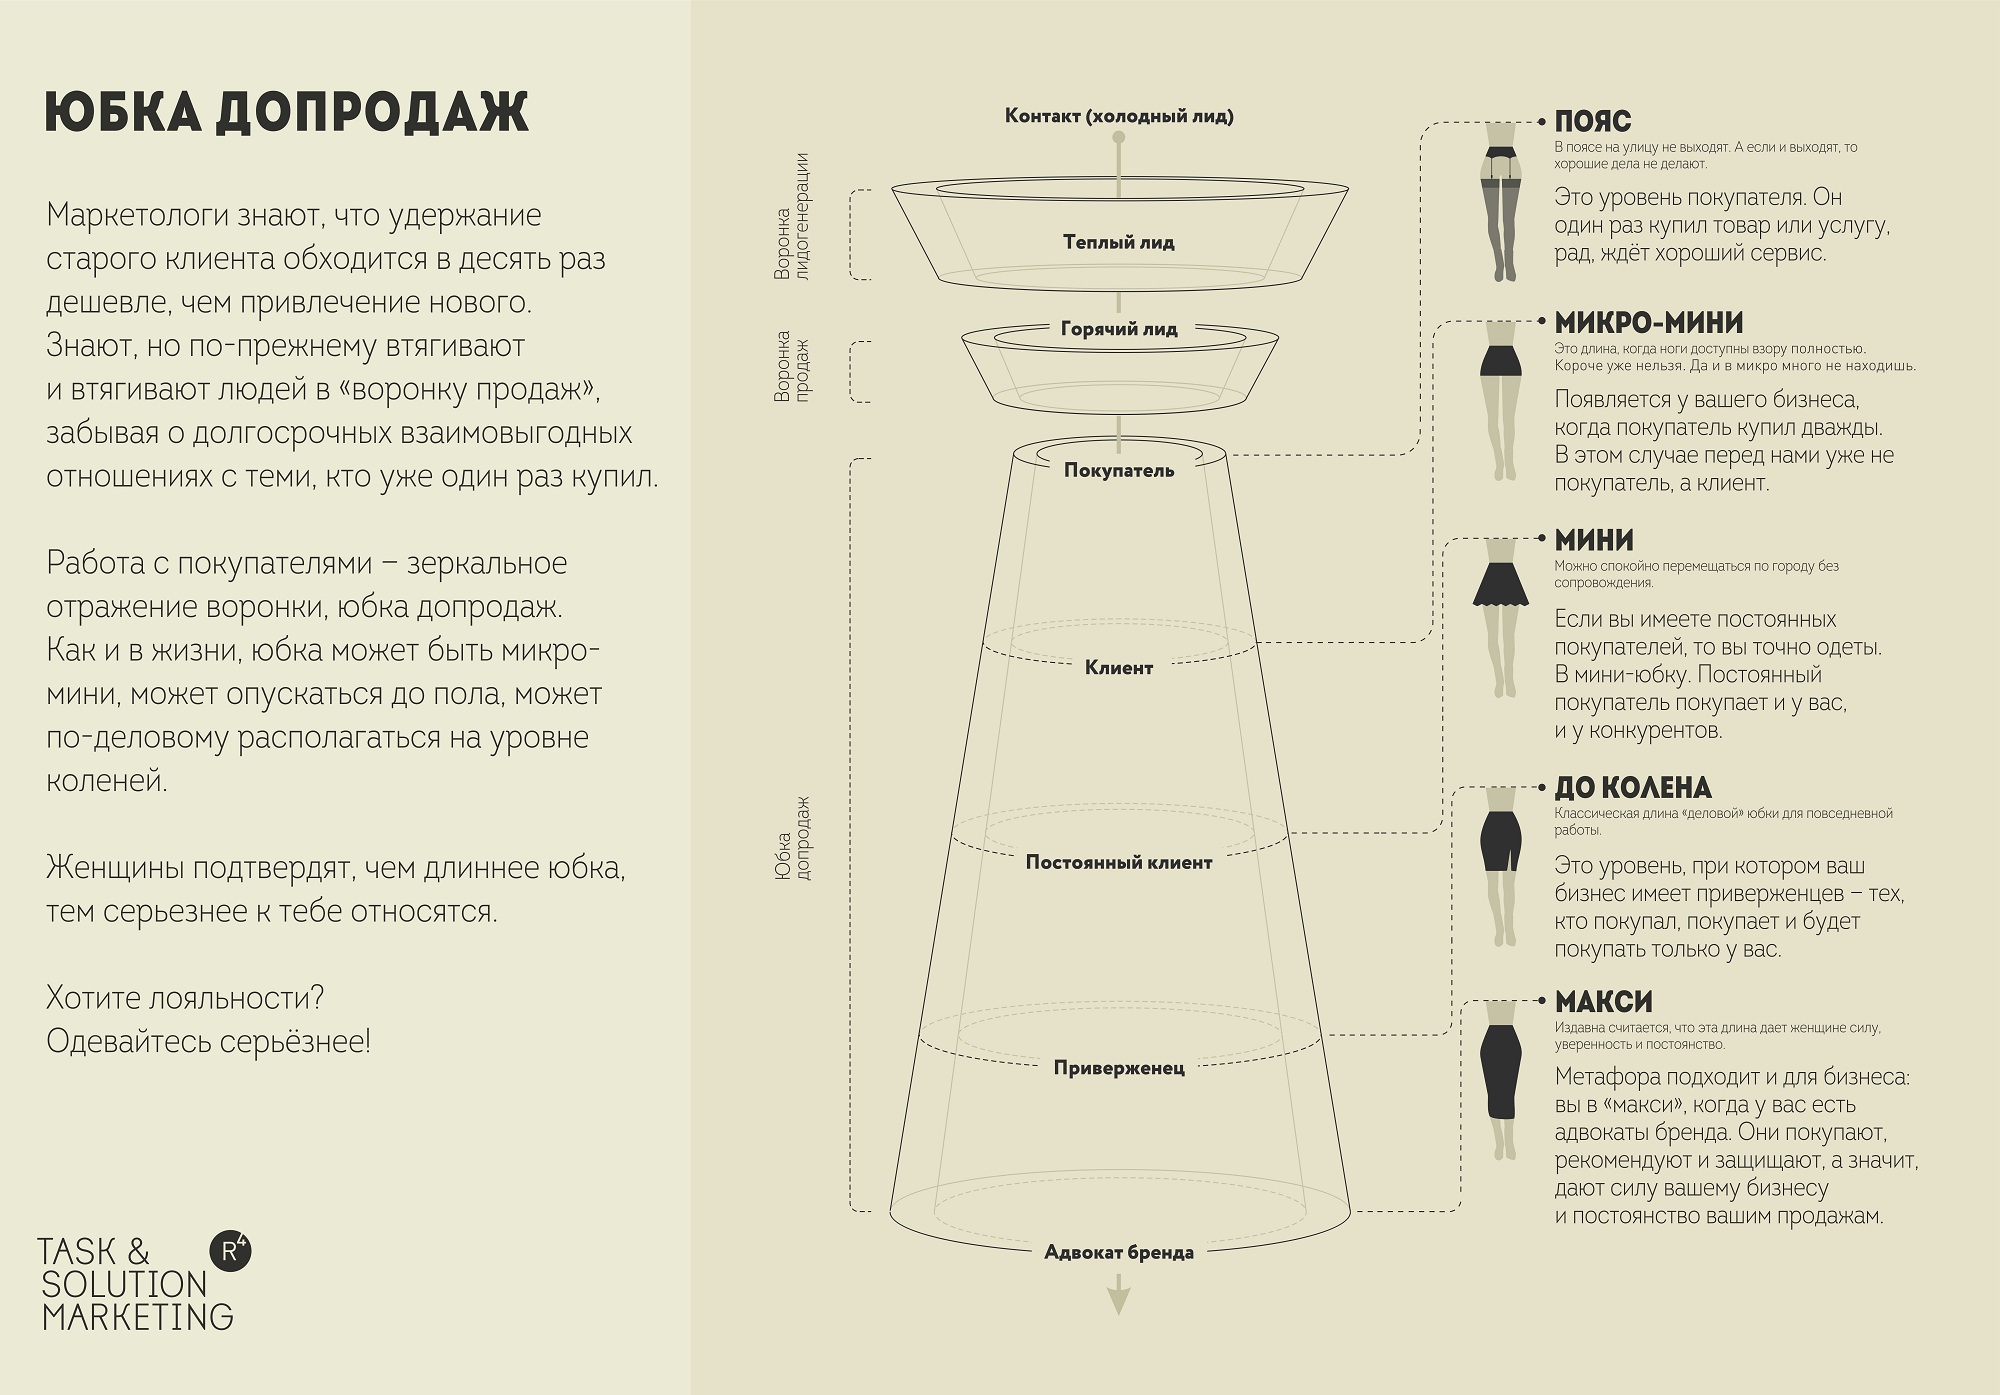 ЮБКА ДОПРОДАЖ
Маркетологи знают, что удержание
старого клиента обходится в десять раз
дешевле, чем привлечение нового.
Знают, но по-прежнему втягивают
и втягивают людей в «воронку продаж»,
забывая о долгосрочных взаимовыгодных
отношениях с теми, кто уже один раз купил.
Работа с покупателями – зеркальное
отражение воронки, юбка допродаж.
Как и в жизни, юбка может быть микро-
мини, может опускаться до пола, может
по-деловому располагаться на уровне
коленей.
Женщины подтвердят, чем длиннее юбка,
тем серьезнее к тебе относятся.
Хотите лояльности?
Одевайтесь серьёзнее!
TASK &
SOLUTION
MARKETING
R4
Воронка
лидогенерации
Воронка
продаж
Юбка
допродаж
Контакт (холодный лид)
Теплый лид
Горячий лид
Покупатель
Клиент
Постоянный клиент
Приверженец
Адвокат бренда
ПОЯС
В поясе на улицу не выходят. А если и выходят, то
хорошие дела не делают.
Это уровень покупателя. Он
один раз купил товар или услугу,
рад, ждёт хороший сервис.
МИКРО-МИНИ
Это длина, когда ноги доступны взору полностью.
Короче уже нельзя. Да и в микро много не находишь.
Появляется у вашего бизнеса,
когда покупатель купил дважды.
В этом случае перед нами уже не
покупатель, а клиент.
МИНИ
Можно спокойно перемещаться по городу без
сопровождения.
Если вы имеете постоянных
покупателей, то вы точно одеты.
В мини-юбку. Постоянный
покупатель покупает и у вас,
и у конкурентов.
ДО КОЛЕНА
Классическая длина «деловой» юбки для повседневной
работы.
Это уровень, при котором ваш
бизнес имеет приверженцев – тех,
кто покупал, покупает и будет
покупать только у вас.
МАКСИ
Издавна считается, что эта длина дает женщине силу,
уверенность и постоянство.
Метафора подходит и для бизнеса:
вы в «макси», когда у вас есть
адвокаты бренда. Они покупают,
рекомендуют и защищают, а значит,
дают силу вашему бизнесу
и постоянство вашим продажам.